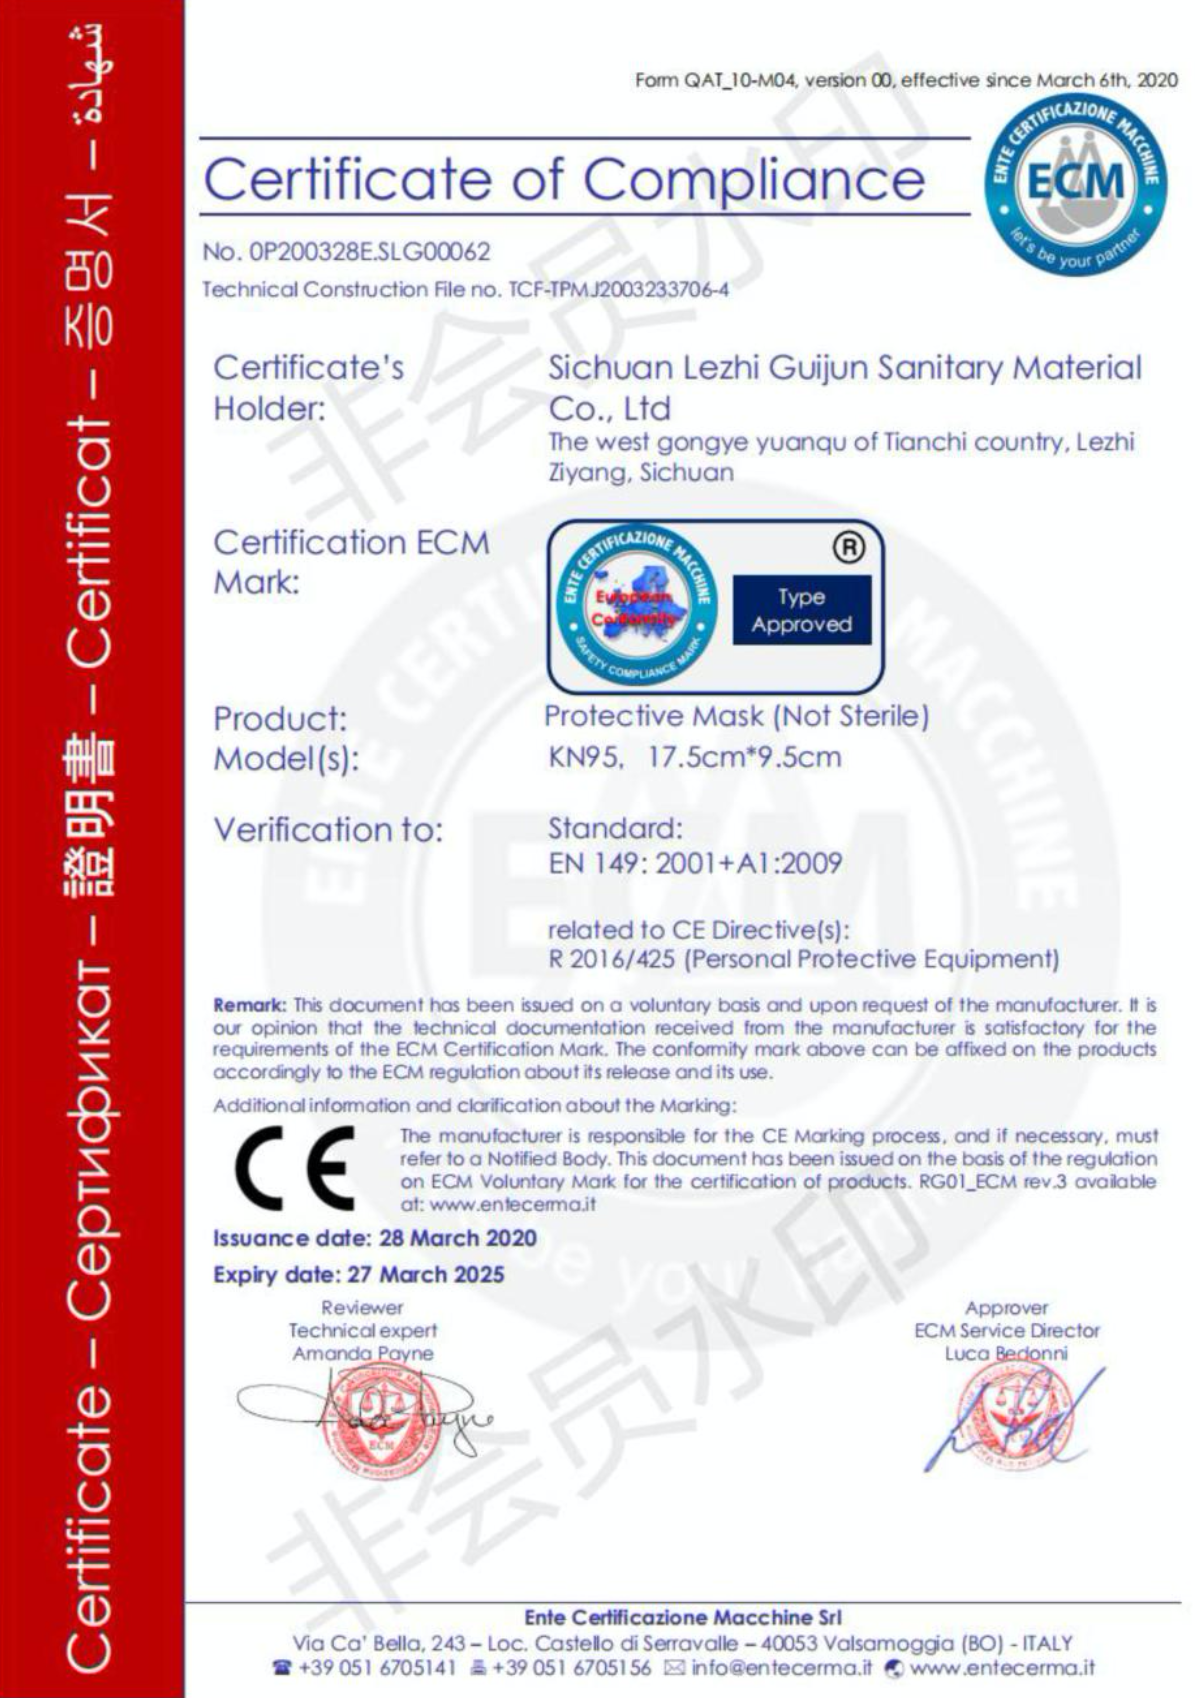 Form QAT_10-M04, version 00, effective since March 6th, 2020
Certificate of Compliance
ENTE CERTIFICAZIONE MACCHINE
ECM
let's be your partner
No. 0P200328E.SLG00062
Technical Construction File no. TCF-TPMJ2003233706-4
Certificate's
Holder:
Sichuan Lezhi Guijun Sanitary Material
Co., Ltd
The west gongye yuanqu of Tianchi country, Lezhi
Ziyang, Sichuan
Certification ECM
Mark:
ENTE CERTIFICAZIONE MACCHINE
European
Conformity
SAFETY COMPLIANCE MARK
®
Type
Approved
Product:
Protective Mask (Not Sterile)
Model(s):
KN95, 17.5cm*9.5cm
Verification to:
Standard:
EN 149: 2001+A1:2009
related to CE Directive(s):
R 2016/425 (Personal Protective Equipment)
Remark: This document has been issued on a voluntary basis and upon request of the manufacturer. It is
our opinion that the technical documentation received from the manufacturer is satisfactory for the
requirements of the ECM Certification Mark. The conformity mark above can be affixed on the products
accordingly to the ECM regulation about its release and its use.
Additional information and clarification about the Marking:
CE
The manufacturer is responsible for the CE Marking process, and if necessary, must
refer to a Notified Body. This document has been issued on the basis of the regulation
on ECM Voluntary Mark for the certification of products. RG01_ECM rev.3 available
at: www.entecerma.it
Issuance date: 28 March 2020
Expiry date: 27 March 2025
Reviewer
Technical expert
Amanda Payne
Approver
ECM Service Director
Luca Bedonni
ECM
Ente Certificazione Macchine Srl
Via Ca' Bella, 243 – Loc. Castello di Serravalle – 40053 Valsamoggia (BO) - ITALY
☎ +39 051 6705141 +39 051 6705156 ✉ info@entecerma.it www.entecerma.it
Certificate – Сертификат – 證明書 – Certificat – 증명서 – شهادة
非会员水印
非会员水印
ENTE CERTIFICAZIONE MACCHINE
ECM